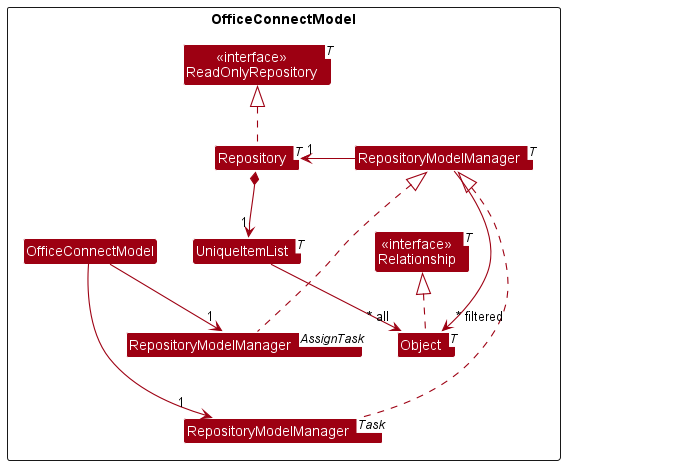 OfficeConnectModel
«interface»
ReadOnlyRepository
T
Repository
T
1
RepositoryModelManager
T
1
OfficeConnectModel
UniqueItemList
T
«interface»
Relationship
T
1
* all
* filtered
RepositoryModelManager
AssignTask
Object
T
1
RepositoryModelManager
Task